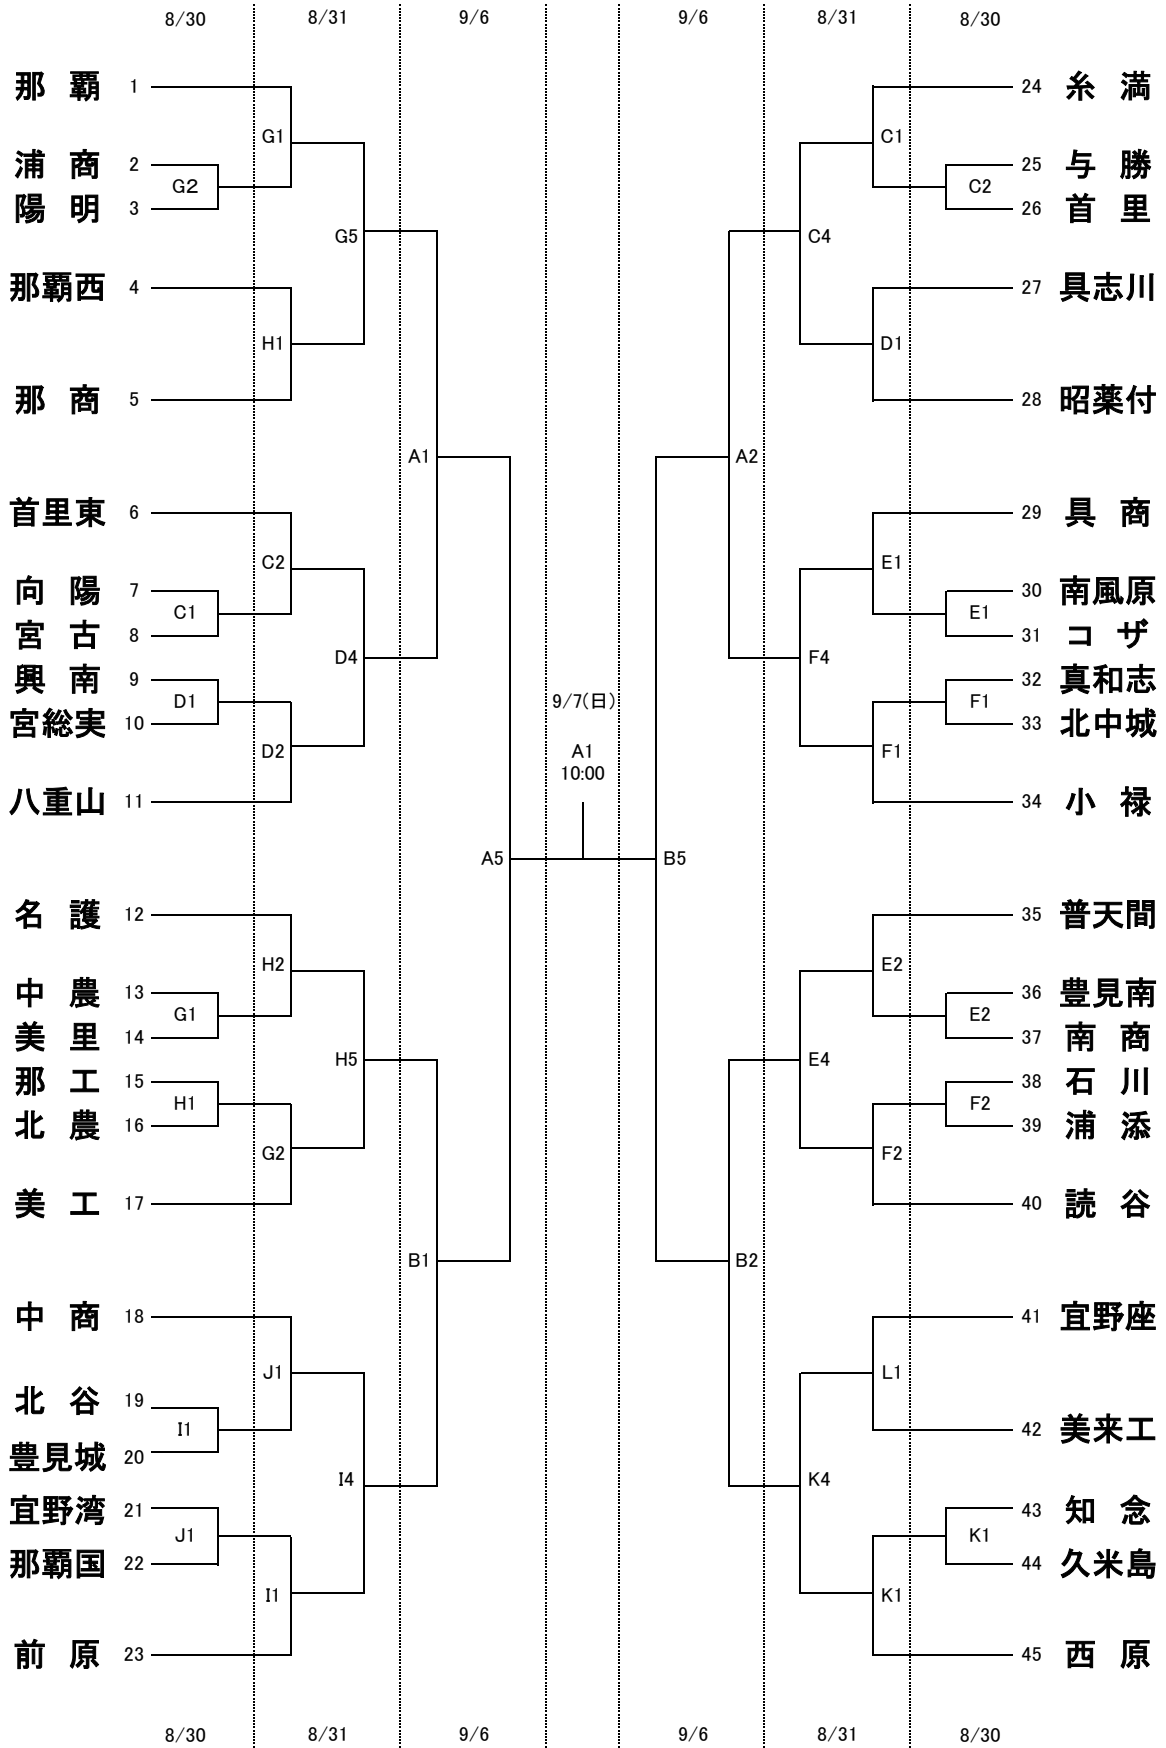 8/30 8/31 9/6 9/6 8/31 8/30
那覇 1 24 糸満
G1 C1
浦商 2 25 与勝
G2 C2
陽明 3 26 首里
G5 C4
那覇西 4 27 具志川
H1 D1
那商 5 28 昭薬付
A1 A2
首里東 6 29 具商
C2 E1
向陽 7 30 南風原
C1 E1
宮古 8 31 コザ
D4 F4
興南 9 32 真和志
D1 9/7(日) F1
宮総実 10 33 北中城
D2 A1 F1
10:00
八重山 11 34 小禄
A5 B5
名護 12 35 普天間
H2 E2
中農 13 36 豊見南
G1 E2
美里 14 37 南商
H5 E4
那工 15 38 石川
H1 F2
北農 16 39 浦添
G2 F2
美工 17 40 読谷
B1 B2
中商 18 41 宜野座
J1 L1
北谷 19
I1 42 美来工
豊見城 20
I4 K4
宜野湾 21 43 知念
J1 K1
那覇国 22 44 久米島
I1 K1
前原 23 45 西原
8/30 8/31 9/6 9/6 8/31 8/30